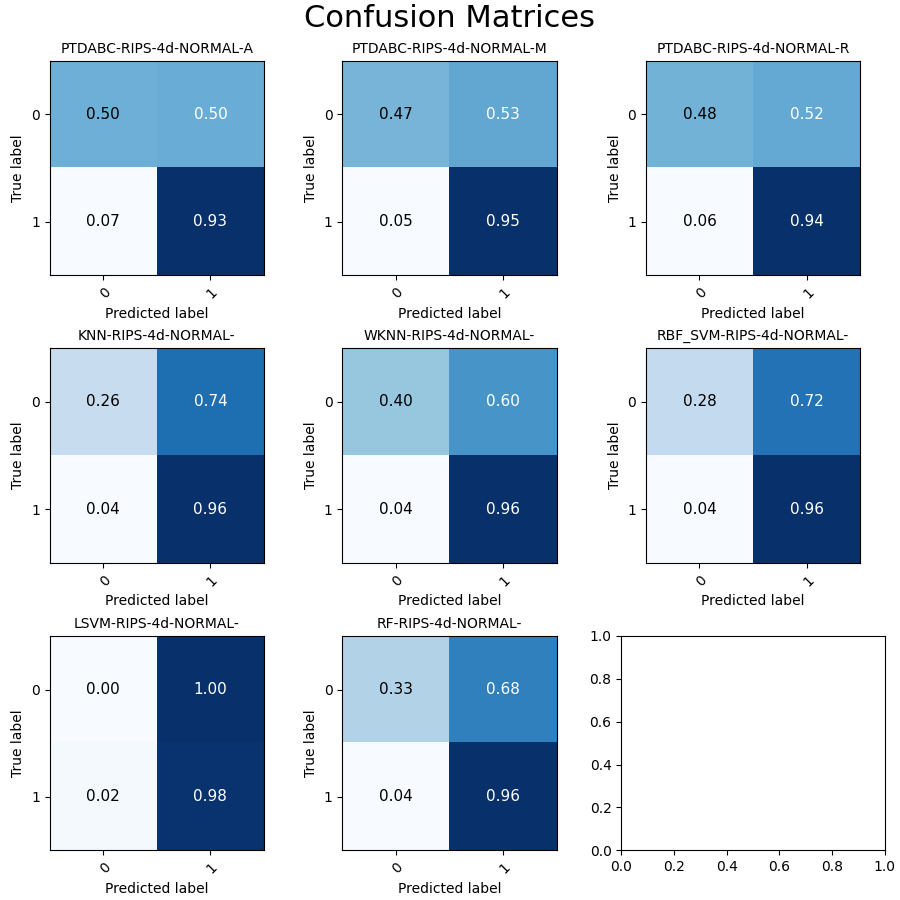 Confusion Matrices
PTDABC-RIPS-4d-NORMAL-A
0
0.50 0.50
True label
1
0.07 0.93
0 1
Predicted label
PTDABC-RIPS-4d-NORMAL-M
0
0.47 0.53
True label
1
0.05 0.95
0 1
Predicted label
PTDABC-RIPS-4d-NORMAL-R
0
0.48 0.52
True label
1
0.06 0.94
0 1
Predicted label
KNN-RIPS-4d-NORMAL-
0
0.26 0.74
True label
1
0.04 0.96
0 1
Predicted label
WKNN-RIPS-4d-NORMAL-
0
0.40 0.60
True label
1
0.04 0.96
0 1
Predicted label
RBF_SVM-RIPS-4d-NORMAL-
0
0.28 0.72
True label
1
0.04 0.96
0 1
Predicted label
LSVM-RIPS-4d-NORMAL-
0
0.00 1.00
True label
1
0.02 0.98
0 1
Predicted label
RF-RIPS-4d-NORMAL-
0
0.33 0.68
True label
1
0.04 0.96
0 1
Predicted label
1.0
0.8
0.6
0.4
0.2
0.0
0.0 0.2 0.4 0.6 0.8 1.0